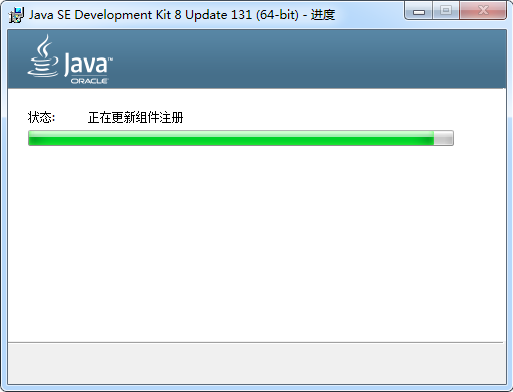 Java SE Development Kit 8 Update 131 (64-bit) - 进度
Java™
ORACLE
状态: 正在更新组件注册